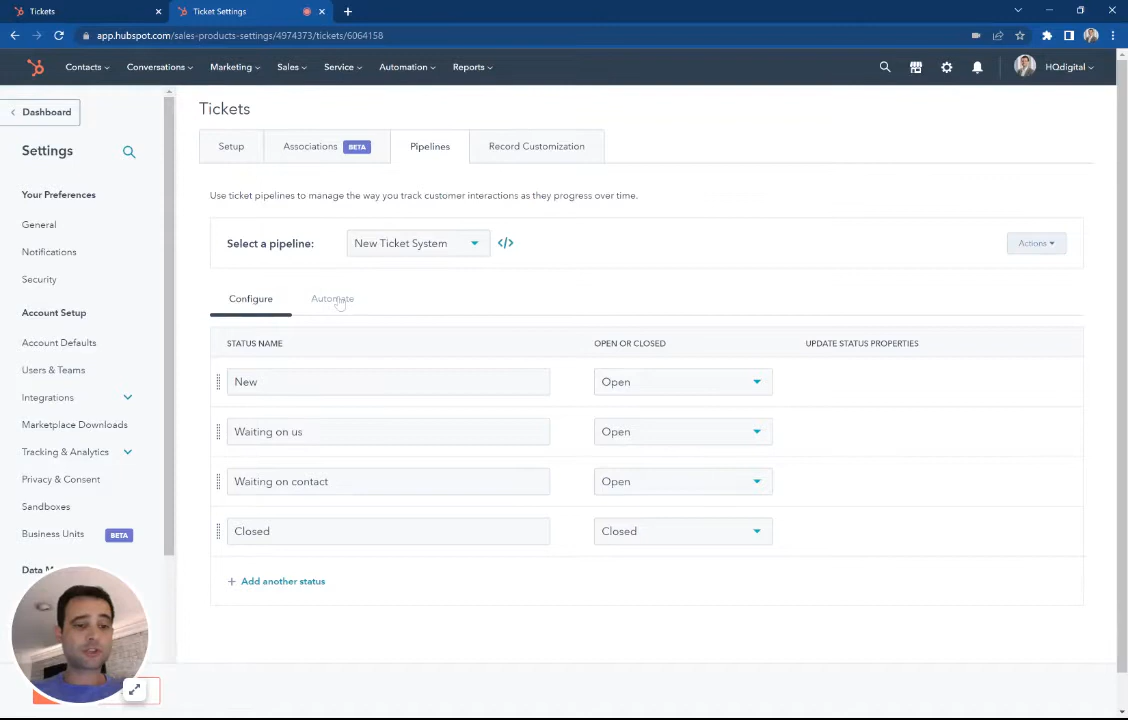 Tickets
Ticket Settings
app.hubspot.com/sales-products-settings/4974373/tickets/6064158
Contacts
Conversations
Marketing
Sales
Service
Automation
Reports
HQdigital
Dashboard
Settings
Your Preferences
General
Notifications
Security
Account Setup
Account Defaults
Users & Teams
Integrations
Marketplace Downloads
Tracking & Analytics
Privacy & Consent
Sandboxes
Business Units BETA
Tickets
Setup
Associations BETA
Pipelines
Record Customization
Use ticket pipelines to manage the way you track customer interactions as they progress over time.
Select a pipeline:
New Ticket System
</>
Actions
Configure
Automate
STATUS NAME
OPEN OR CLOSED
UPDATE STATUS PROPERTIES
New
Open
Waiting on us
Open
Waiting on contact
Open
Closed
Closed
+ Add another status